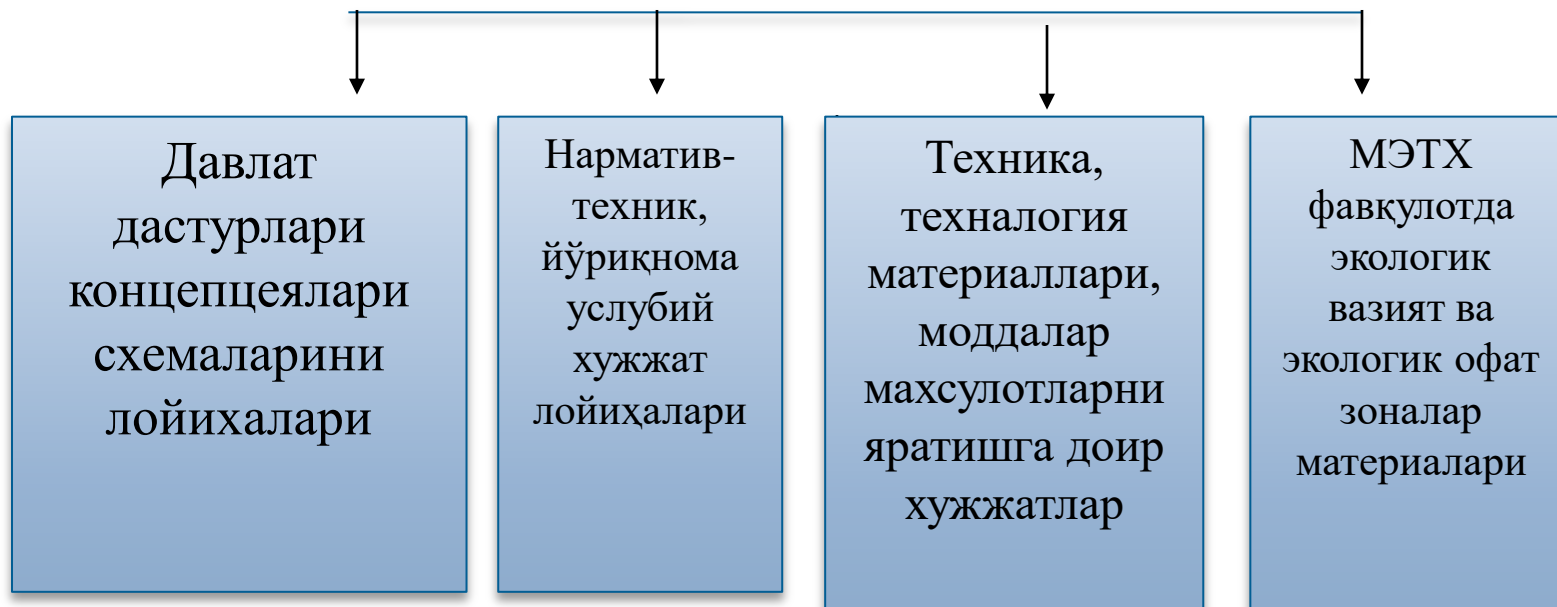 Давлат
дастурлари
концепцеялари
схемаларини
лойихалари
Нарматив-
техник,
йўриқнома
услубий
хужжат
лойиҳалари
Техника,
техналогия
материаллари,
моддалар
махсулотларни
яратишга доир
хужжатлар
МЭТХ
фавқулотда
экологик
вазият ва
экологик офат
зоналар
материалари